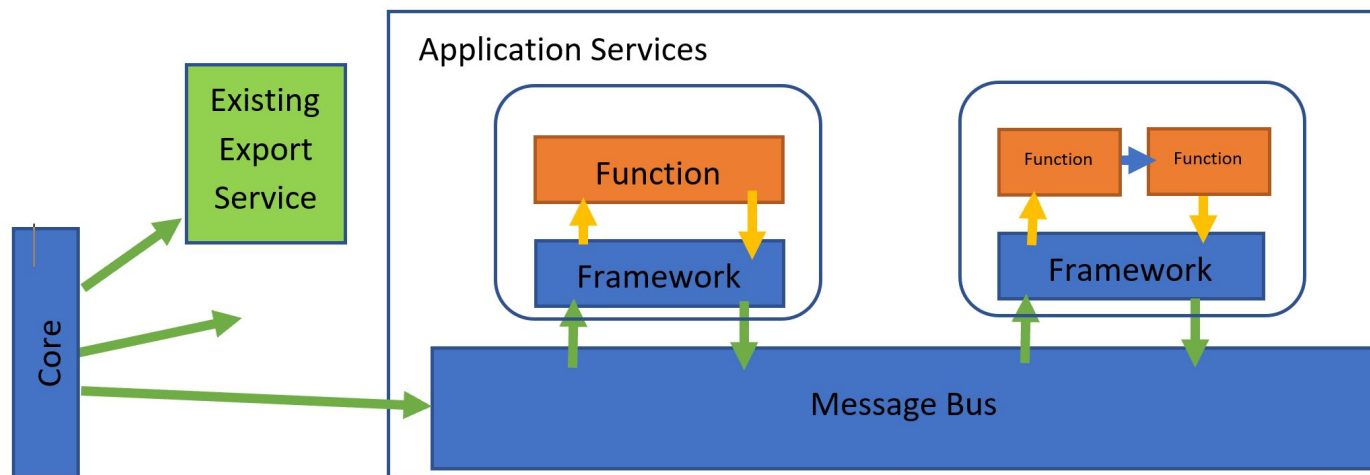 Application Services
Existing
Export
Service
Function
Function
Function
Framework
Framework
Core
Message Bus